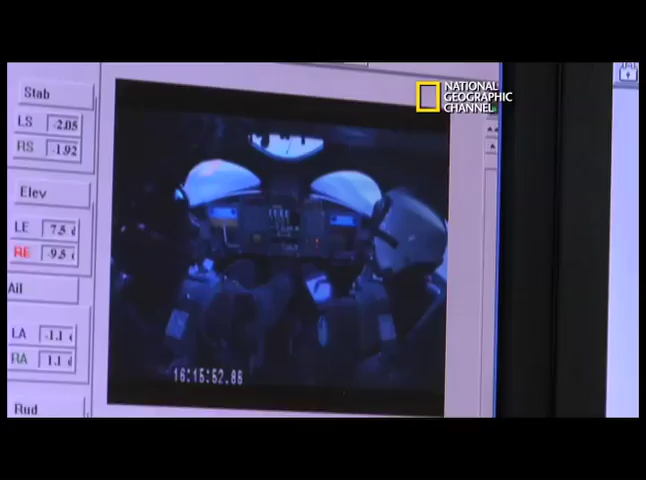 NATIONAL
GEOGRAPHIC
CHANNEL
Stab
LS -2.05
RS -1.92
Elev
LE 7.5
RE -9.5
Ail
LA -1.1
RA 1.1
Rud
16:15:52.86